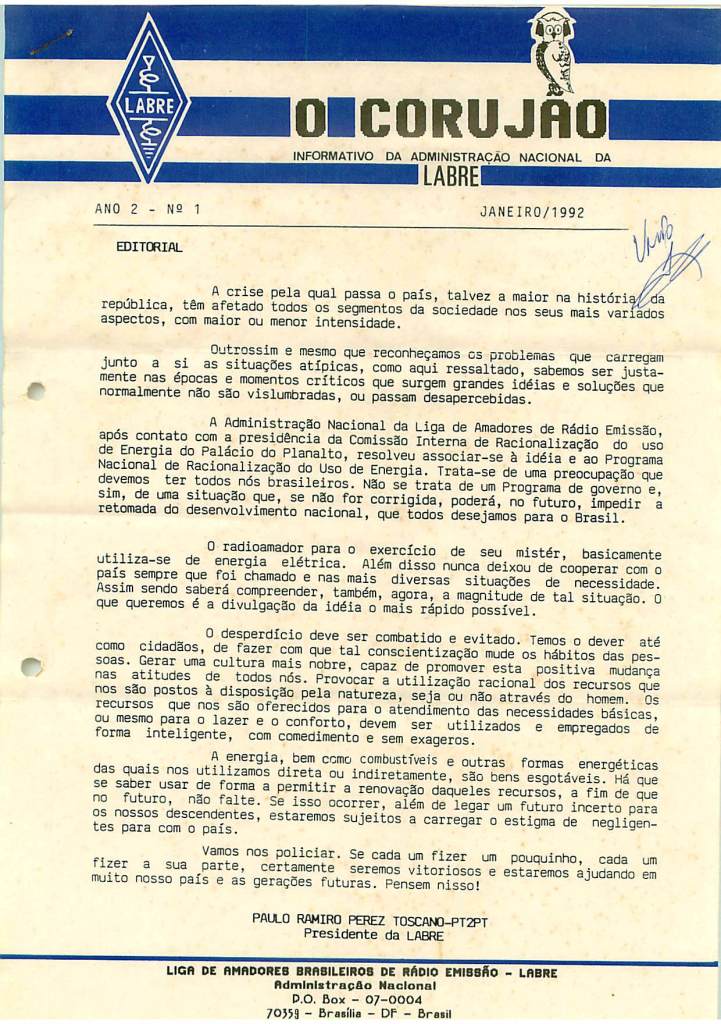 LABRE
O CORUJÃO
INFORMATIVO DA ADMINISTRAÇÃO NACIONAL DA
LABRE
ANO 2 - Nº 1 JANEIRO/1992
EDITORIAL
A crise pela qual passa o país, talvez a maior na história da
república, têm afetado todos os segmentos da sociedade nos seus mais variados
aspectos, com maior ou menor intensidade.
Outrossim e mesmo que reconheçamos os problemas que carregam
junto a si as situações atípicas, como aqui ressaltado, sabemos ser justa-
mente nas épocas e momentos críticos que surgem grandes idéias e soluções que
normalmente não são vislumbradas, ou passam desapercebidas.
A Administração Nacional da Liga de Amadores de Rádio Emissão,
após contato com a presidência da Comissão Interna de Racionalização do uso
de Energia do Palácio do Planalto, resolveu associar-se à idéia e ao Programa
Nacional de Racionalização do Uso de Energia. Trata-se de uma preocupação que
devemos ter todos nós brasileiros. Não se trata de um Programa de governo e,
sim, de uma situação que, se não for corrigida, poderá, no futuro, impedir a
retomada do desenvolvimento nacional, que todos desejamos para o Brasil.
O radioamador para o exercício de seu mistér, basicamente
utiliza-se de energia elétrica. Além disso nunca deixou de cooperar com o
país sempre que foi chamado e nas mais diversas situações de necessidade.
Assim sendo saberá compreender, também, agora, a magnitude de tal situação. O
que queremos é a divulgação da idéia o mais rápido possível.
O desperdício deve ser combatido e evitado. Temos o dever até
como cidadãos, de fazer com que tal conscientização mude os hábitos das pes-
soas. Gerar uma cultura mais nobre, capaz de promover esta positiva mudança
nas atitudes de todos nós. Provocar a utilização racional dos recursos que
nos são postos à disposição pela natureza, seja ou não através do homem. Os
recursos que nos são oferecidos para o atendimento das necessidades básicas,
ou mesmo para o lazer e o conforto, devem ser utilizados e empregados de
forma inteligente, com comedimento e sem exageros.
A energia, bem como combustíveis e outras formas energéticas
das quais nos utilizamos direta ou indiretamente, são bens esgotáveis. Há que
se saber usar de forma a permitir a renovação daqueles recursos, a fim de que
no futuro, não falte. Se isso ocorrer, além de legar um futuro incerto para
os nossos descendentes, estaremos sujeitos a carregar o estigma de negligen-
tes para com o país.
Vamos nos policiar. Se cada um fizer um pouquinho, cada um
fizer a sua parte, certamente seremos vitoriosos e estaremos ajudando em
muito nosso país e as gerações futuras. Pensem nisso!
PAULO RAMIRO PEREZ TOSCANO-PT2PT
Presidente da LABRE
LIGA DE AMADORES BRASILEIROS DE RÁDIO EMISSÃO - LABRE
Administração Nacional
P.O. Box - 07-0004
70359 - Brasília - DF - Brasil